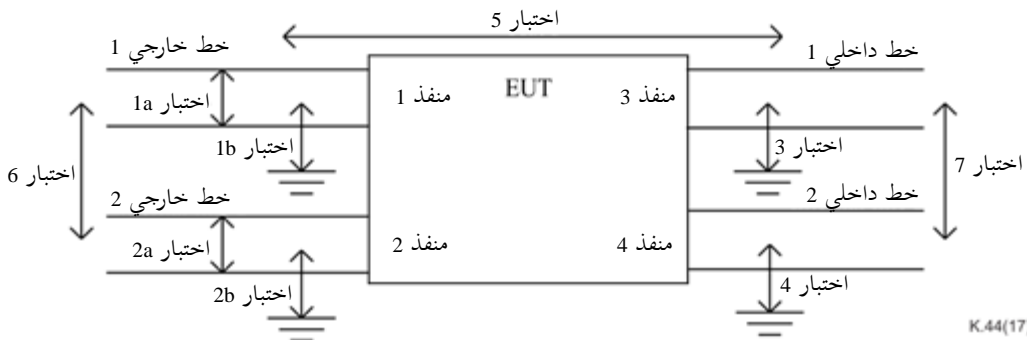 اختبار 5
خط خارجي 1
خط داخلي 1
EUT
منفذ 1
منفذ 3
اختبار 1a
اختبار 1b
اختبار 3
اختبار 6
اختبار 7
خط خارجي 2
خط داخلي 2
منفذ 2
منفذ 4
اختبار 2a
اختبار 2b
اختبار 4
K.44(17)